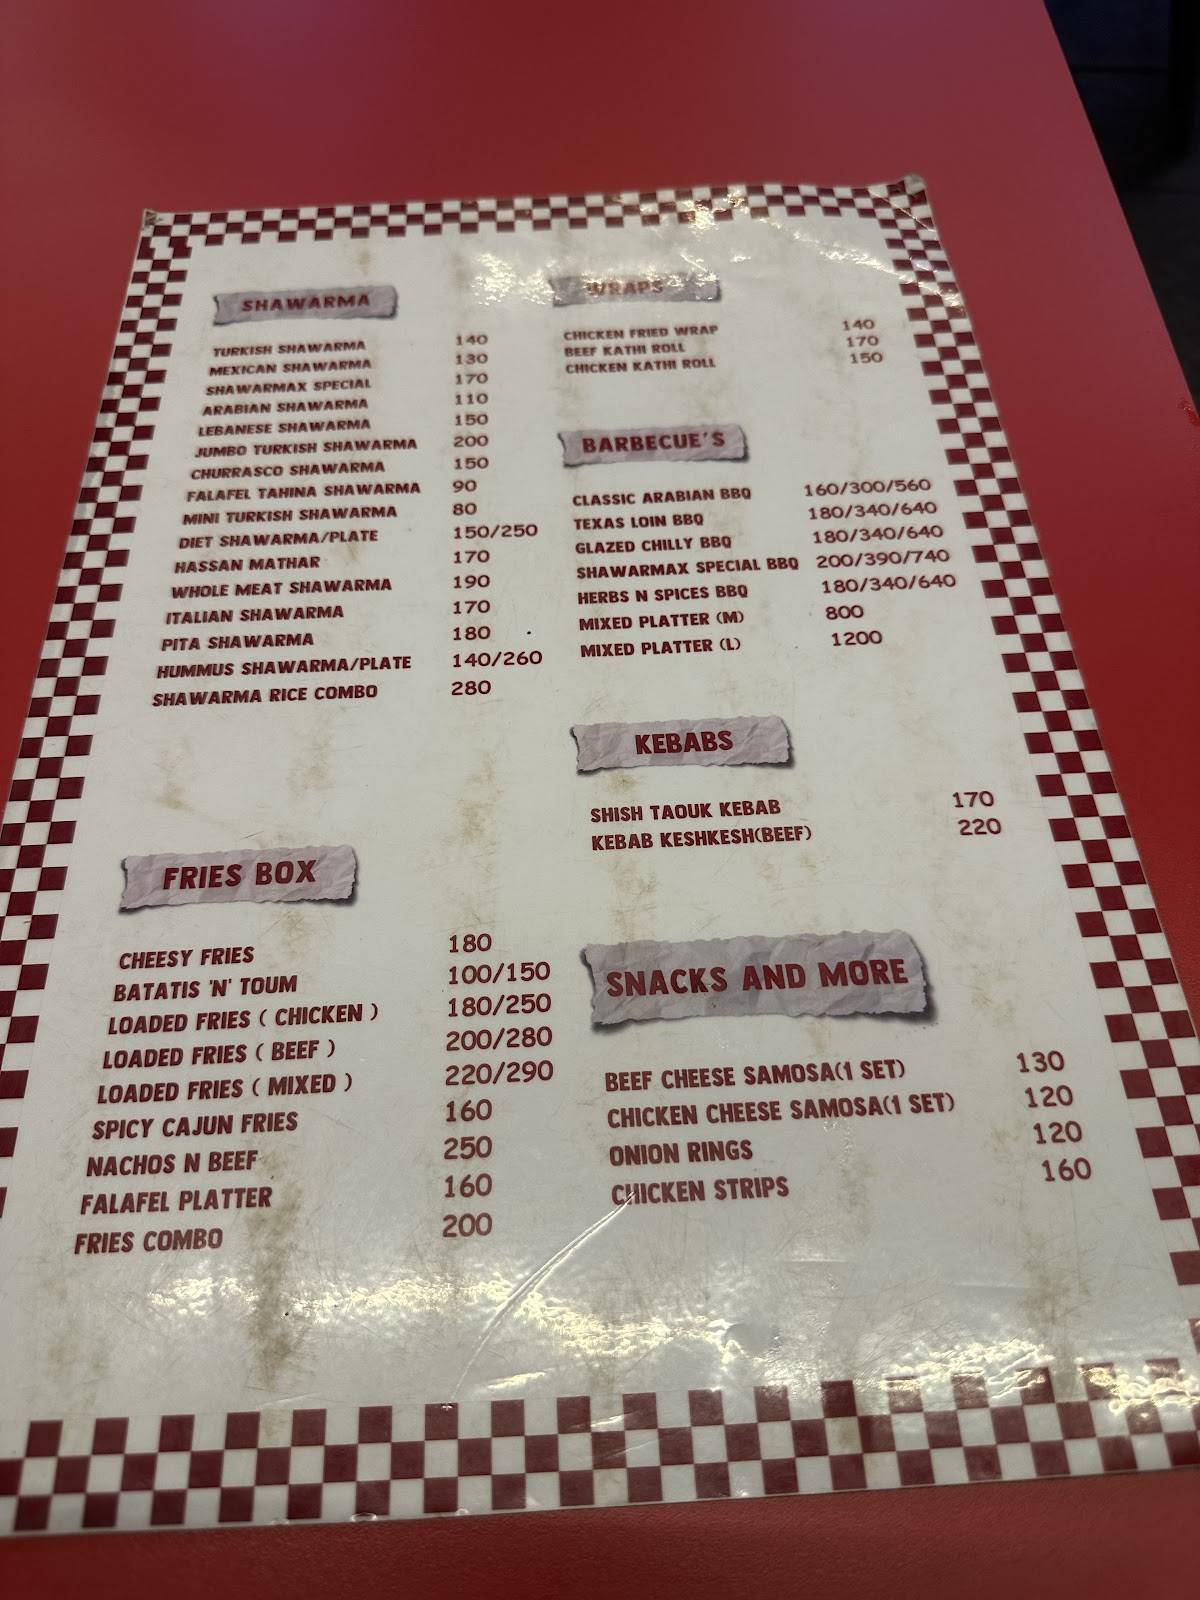 SHAWARMA
TURKISH SHAWARMA 140
MEXICAN SHAWARMA 130
SHAWARMAX SPECIAL 170
ARABIAN SHAWARMA 110
LEBANESE SHAWARMA 150
JUMBO TURKISH SHAWARMA 200
CHURRASCO SHAWARMA 150
FALAFEL TAHINA SHAWARMA 90
MINI TURKISH SHAWARMA 80
DIET SHAWARMA/PLATE 150/250
HASSAN MATHAR 170
WHOLE MEAT SHAWARMA 190
ITALIAN SHAWARMA 170
PITA SHAWARMA 180
HUMMUS SHAWARMA/PLATE 140/260
SHAWARMA RICE COMBO 280
FRIES BOX
CHEESY FRIES 180
BATATIS 'N' TOUM 100/150
LOADED FRIES ( CHICKEN ) 180/250
LOADED FRIES ( BEEF ) 200/280
LOADED FRIES ( MIXED ) 220/290
SPICY CAJUN FRIES 160
NACHOS N BEEF 250
FALAFEL PLATTER 160
FRIES COMBO 200
WRAPS
CHICKEN FRIED WRAP 140
BEEF KATHI ROLL 170
CHICKEN KATHI ROLL 150
BARBECUE'S
CLASSIC ARABIAN BBQ 160/300/560
TEXAS LOIN BBQ 180/340/640
GLAZED CHILLY BBQ 180/340/640
SHAWARMAX SPECIAL BBQ 200/390/740
HERBS N SPICES BBQ 180/340/640
MIXED PLATTER (M) 800
MIXED PLATTER (L) 1200
KEBABS
SHISH TAOUK KEBAB 170
KEBAB KESHKESH(BEEF) 220
SNACKS AND MORE
BEEF CHEESE SAMOSA(1 SET) 130
CHICKEN CHEESE SAMOSA(1 SET) 120
ONION RINGS 120
CHICKEN STRIPS 160